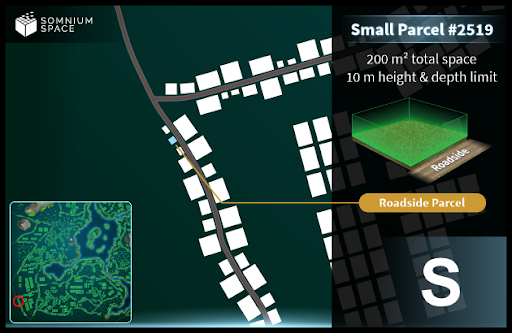 SOMNIUM
SPACE
Small Parcel #2519
200 m² total space
10 m height & depth limit
Roadside
Roadside Parcel
S